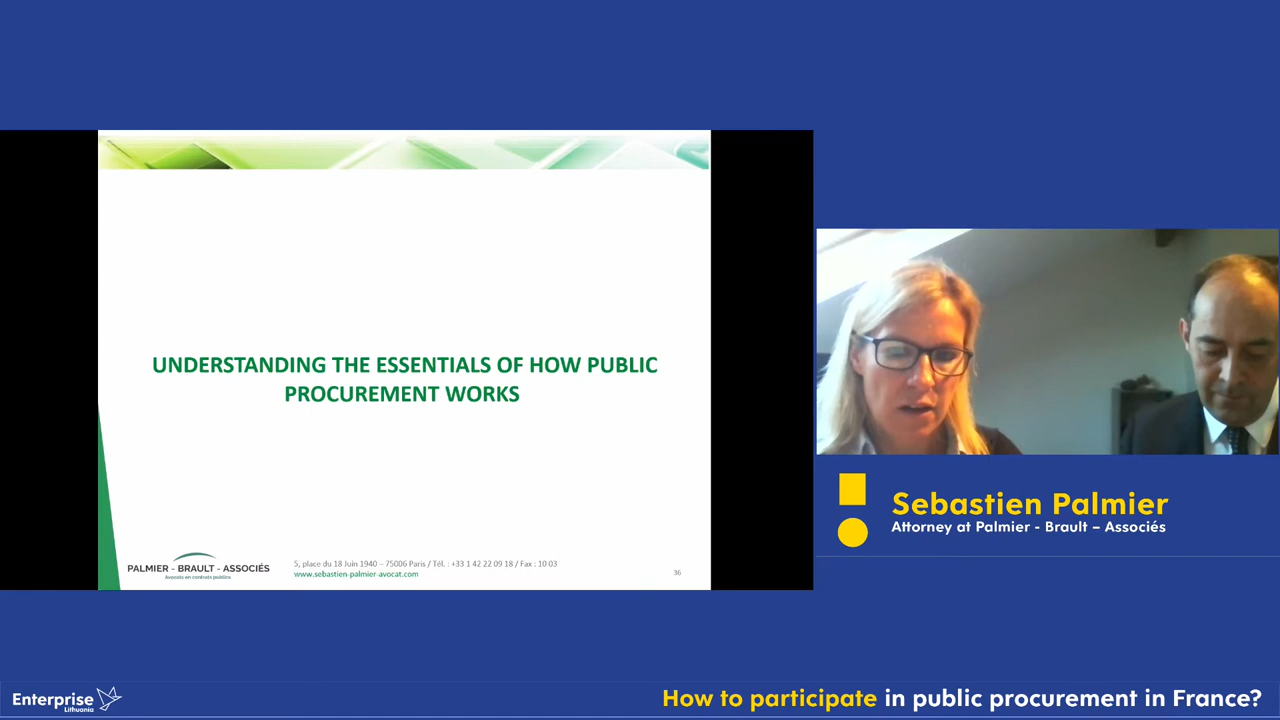 UNDERSTANDING THE ESSENTIALS OF HOW PUBLIC
PROCUREMENT WORKS
PALMIER - BRAULT - ASSOCIÉS
Avocats en contrats publics
5, place du 18 Juin 1940 – 75006 Paris / Tél. : +33 1 42 22 09 18 / Fax : 10 03
www.sebastien-palmier-avocat.com
36
Sebastien Palmier
Attorney at Palmier - Brault – Associés
Enterprise
Lithuania
How to participate in public procurement in France?